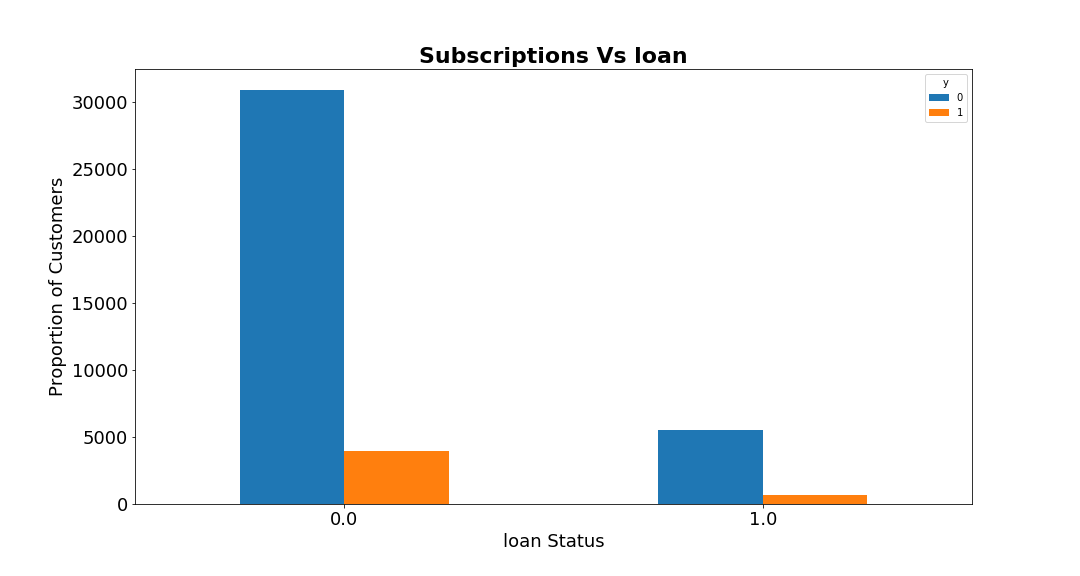 Subscriptions Vs loan
y
0
1
30000
25000
20000
15000
10000
5000
0
Proportion of Customers
0.0
1.0
loan Status